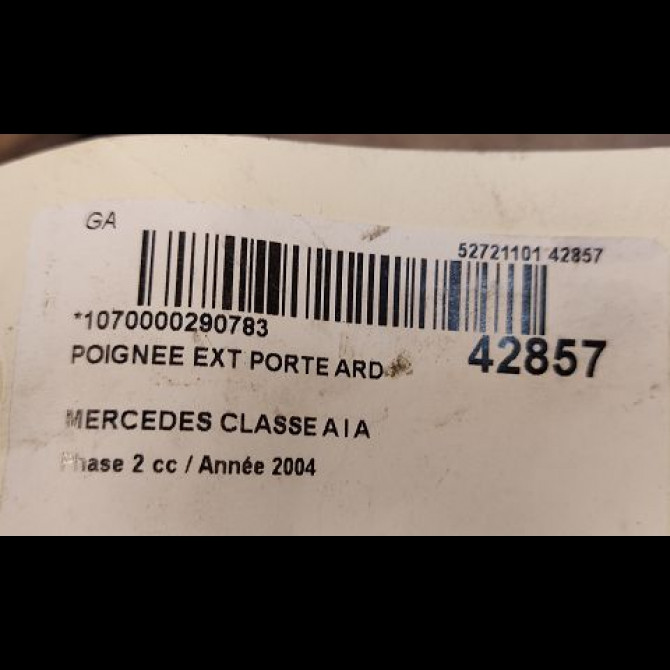 GA
52721101 42857
*1070000290783
42857
POIGNEE EXT PORTE ARD
MERCEDES CLASSE A I A
Phase 2 cc / Année 2004